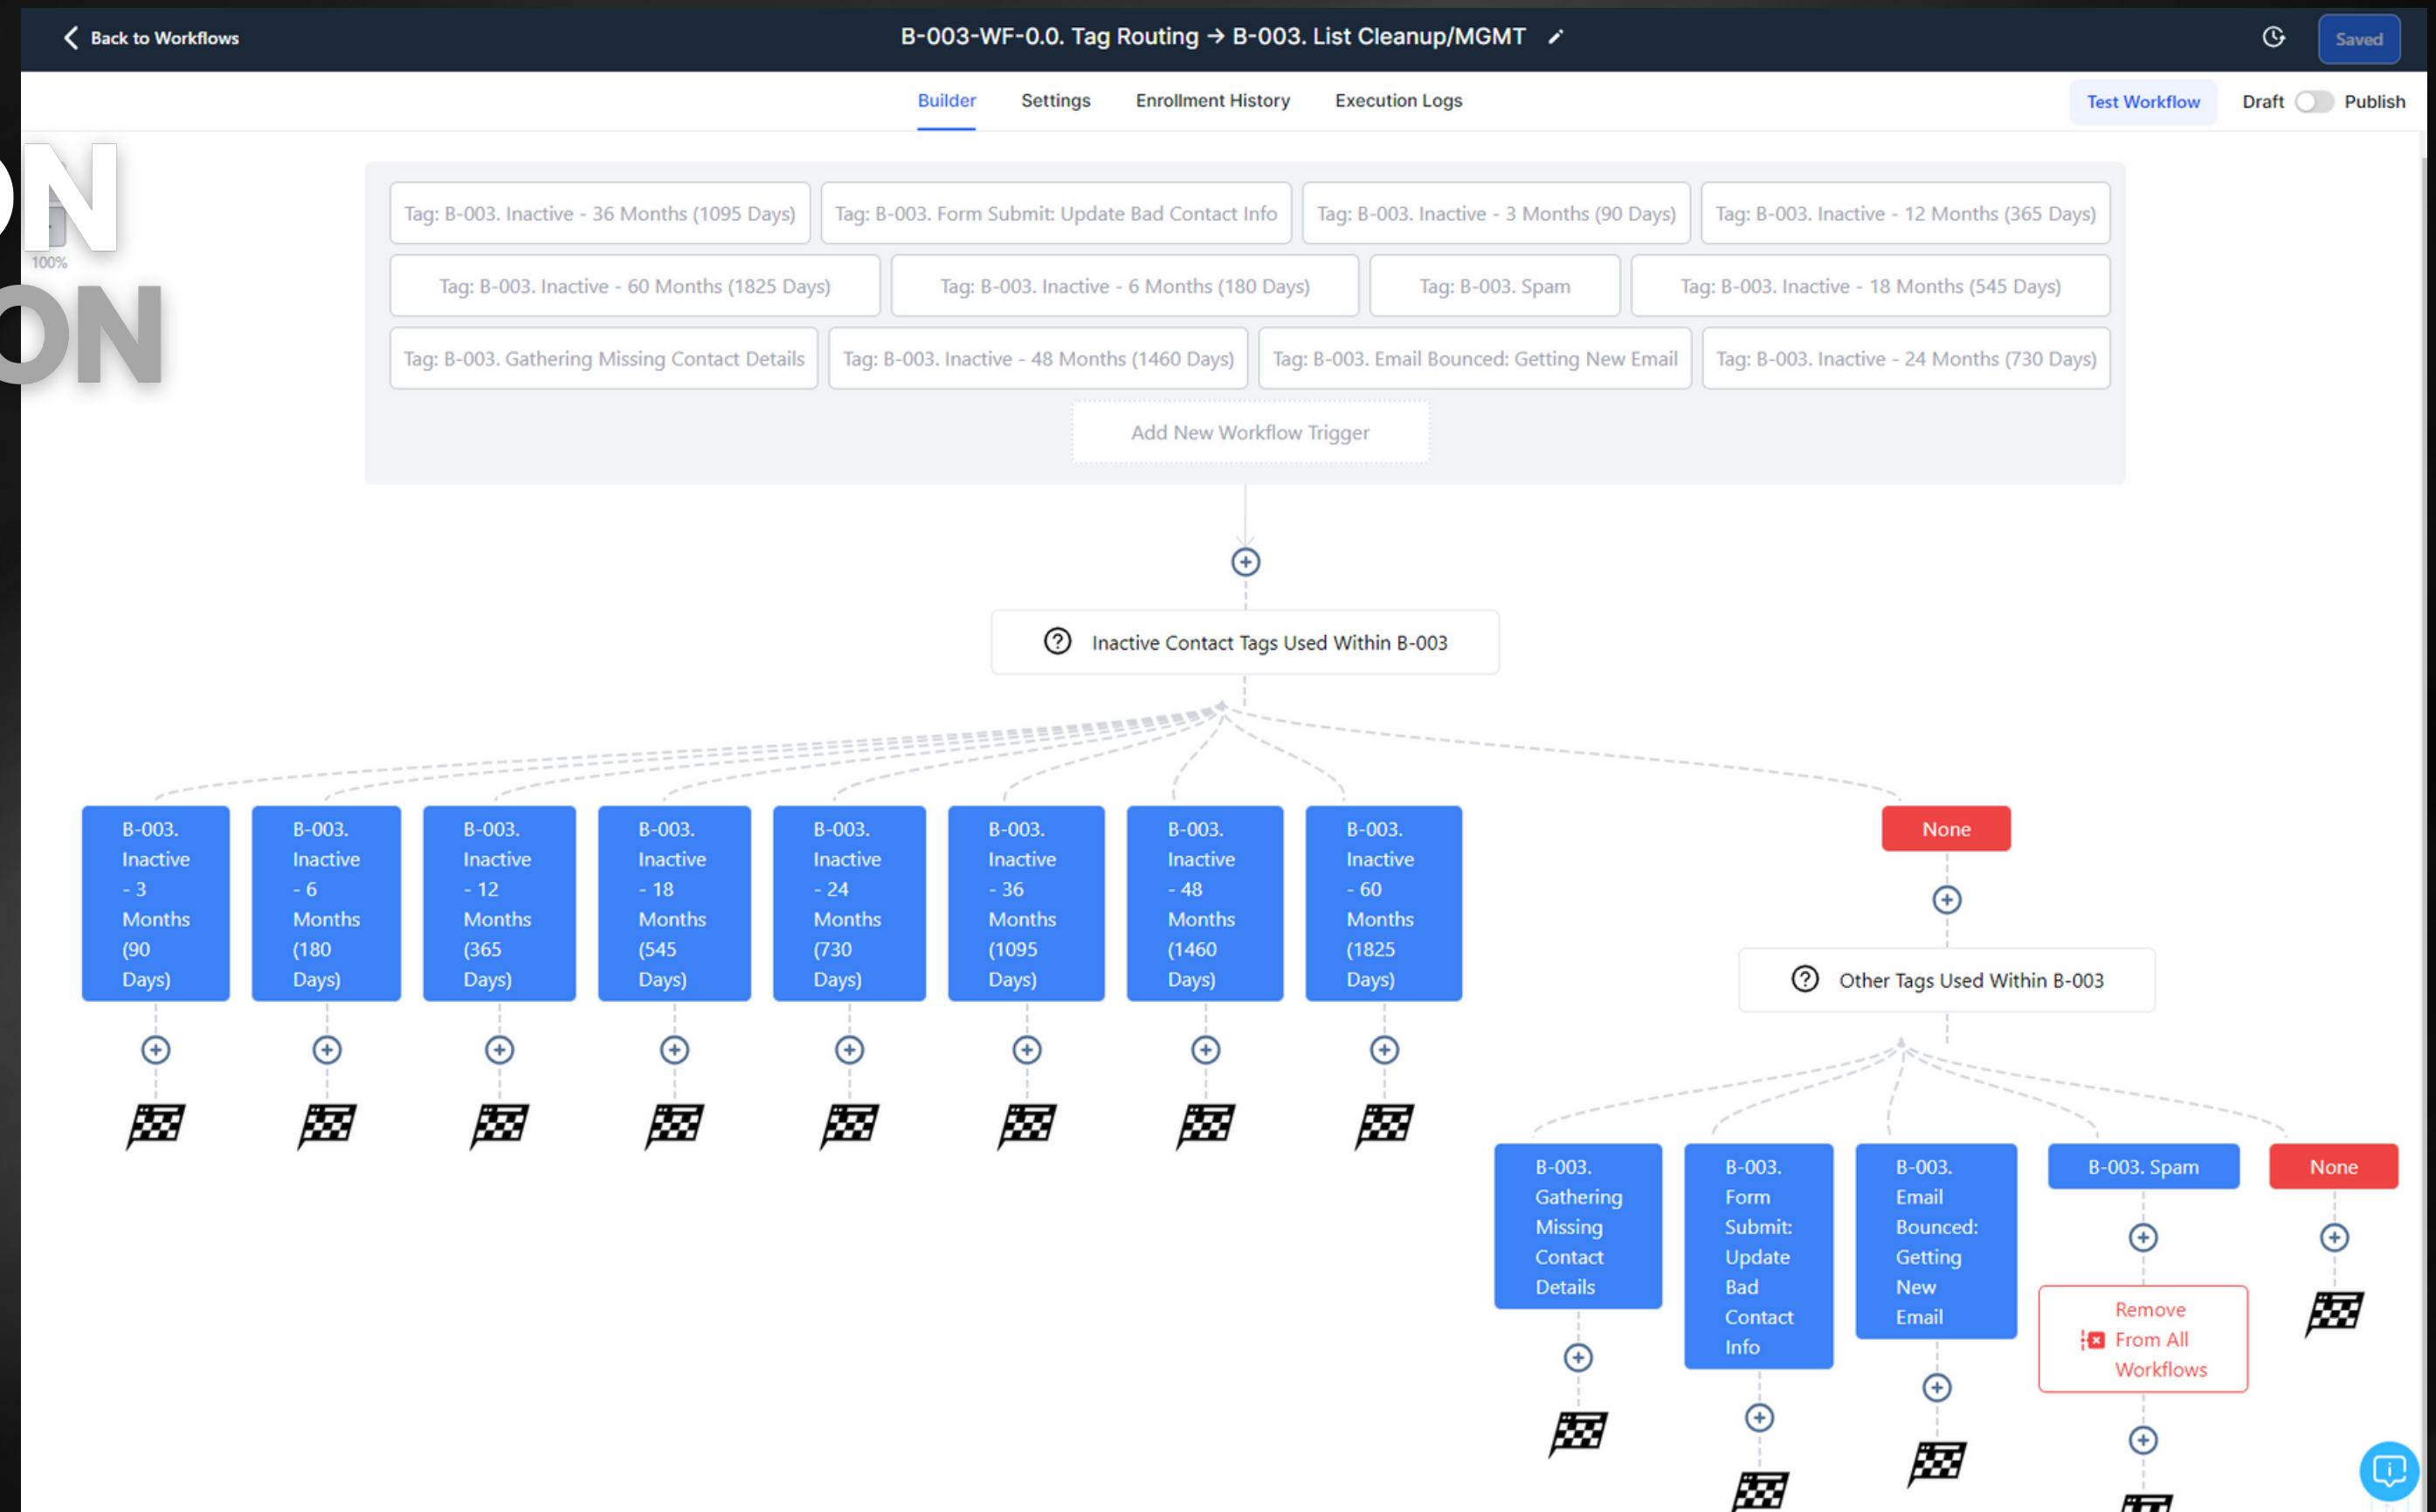 Back to Workflows
B-003-WF-0.0. Tag Routing → B-003. List Cleanup/MGMT
Saved
Builder
Settings
Enrollment History
Execution Logs
Test Workflow
Draft
Publish
ON
100%
ON
Tag: B-003. Inactive - 36 Months (1095 Days)
Tag: B-003. Form Submit: Update Bad Contact Info
Tag: B-003. Inactive - 3 Months (90 Days)
Tag: B-003. Inactive - 12 Months (365 Days)
Tag: B-003. Inactive - 60 Months (1825 Days)
Tag: B-003. Inactive - 6 Months (180 Days)
Tag: B-003. Spam
Tag: B-003. Inactive - 18 Months (545 Days)
Tag: B-003. Gathering Missing Contact Details
Tag: B-003. Inactive - 48 Months (1460 Days)
Tag: B-003. Email Bounced: Getting New Email
Tag: B-003. Inactive - 24 Months (730 Days)
Add New Workflow Trigger
Inactive Contact Tags Used Within B-003
B-003.
Inactive
- 3
Months
(90
Days)
B-003.
Inactive
- 6
Months
(180
Days)
B-003.
Inactive
- 12
Months
(365
Days)
B-003.
Inactive
- 18
Months
(545
Days)
B-003.
Inactive
- 24
Months
(730
Days)
B-003.
Inactive
- 36
Months
(1095
Days)
B-003.
Inactive
- 48
Months
(1460
Days)
B-003.
Inactive
- 60
Months
(1825
Days)
None
Other Tags Used Within B-003
B-003.
Gathering
Missing
Contact
Details
B-003.
Form
Submit:
Update
Bad
Contact
Info
B-003.
Email
Bounced:
Getting
New
Email
B-003. Spam
Remove
From All
Workflows
None